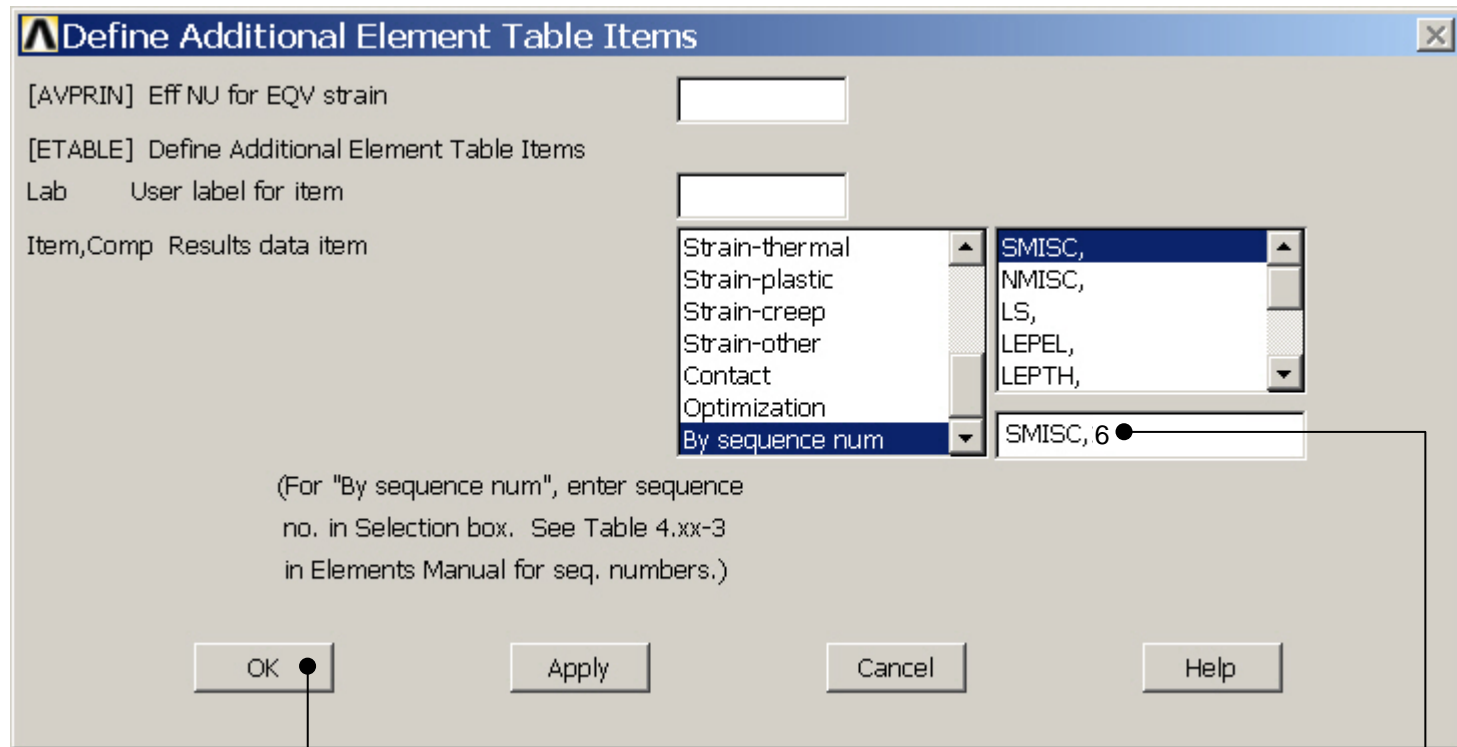 Define Additional Element Table Items
[AVPRIN] Eff NU for EQV strain
[ETABLE] Define Additional Element Table Items
Lab User label for item
Item,Comp Results data item
Strain-thermal
Strain-plastic
Strain-creep
Strain-other
Contact
Optimization
By sequence num
SMISC,
NMISC,
LS,
LEPEL,
LEPTH,
SMISC,6
(For "By sequence num", enter sequence
no. in Selection box. See Table 4.xx-3
in Elements Manual for seq. numbers.)
OK Apply Cancel Help